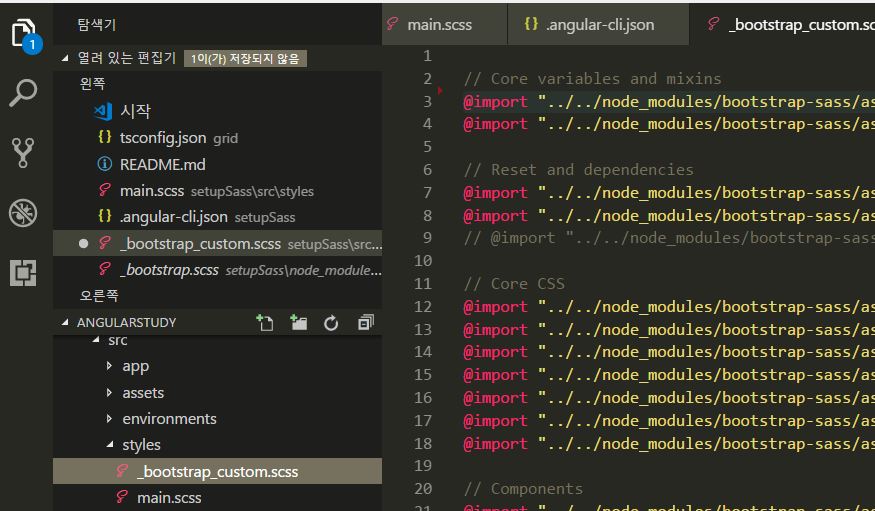 탐색기
열려 있는 편집기 1이(가) 저장되지 않음
왼쪽
시작
{} tsconfig.json grid
README.md
main.scss setupSass\src\styles
{} .angular-cli.json setupSass
_bootstrap_custom.scss setupSass\src...
_bootstrap.scss setupSass\node_module...
오른쪽
ANGULARSTUDY
src
app
assets
environments
styles
_bootstrap_custom.scss
main.scss
1
main.scss
{} .angular-cli.json
_bootstrap_custom.sc
1
2 // Core variables and mixins
3 @import "../../node_modules/bootstrap-sass/as
4 @import "../../node_modules/bootstrap-sass/as
5
6 // Reset and dependencies
7 @import "../../node_modules/bootstrap-sass/as
8 @import "../../node_modules/bootstrap-sass/as
9 // @import "../../node_modules/bootstrap-sass
10
11 // Core CSS
12 @import "../../node_modules/bootstrap-sass/as
13 @import "../../node_modules/bootstrap-sass/as
14 @import "../../node_modules/bootstrap-sass/as
15 @import "../../node_modules/bootstrap-sass/as
16 @import "../../node_modules/bootstrap-sass/as
17 @import "../../node_modules/bootstrap-sass/as
18 @import "../../node_modules/bootstrap-sass/as
19
20 // Components
21 @import "../../node_modules/bootstrap-sass/as